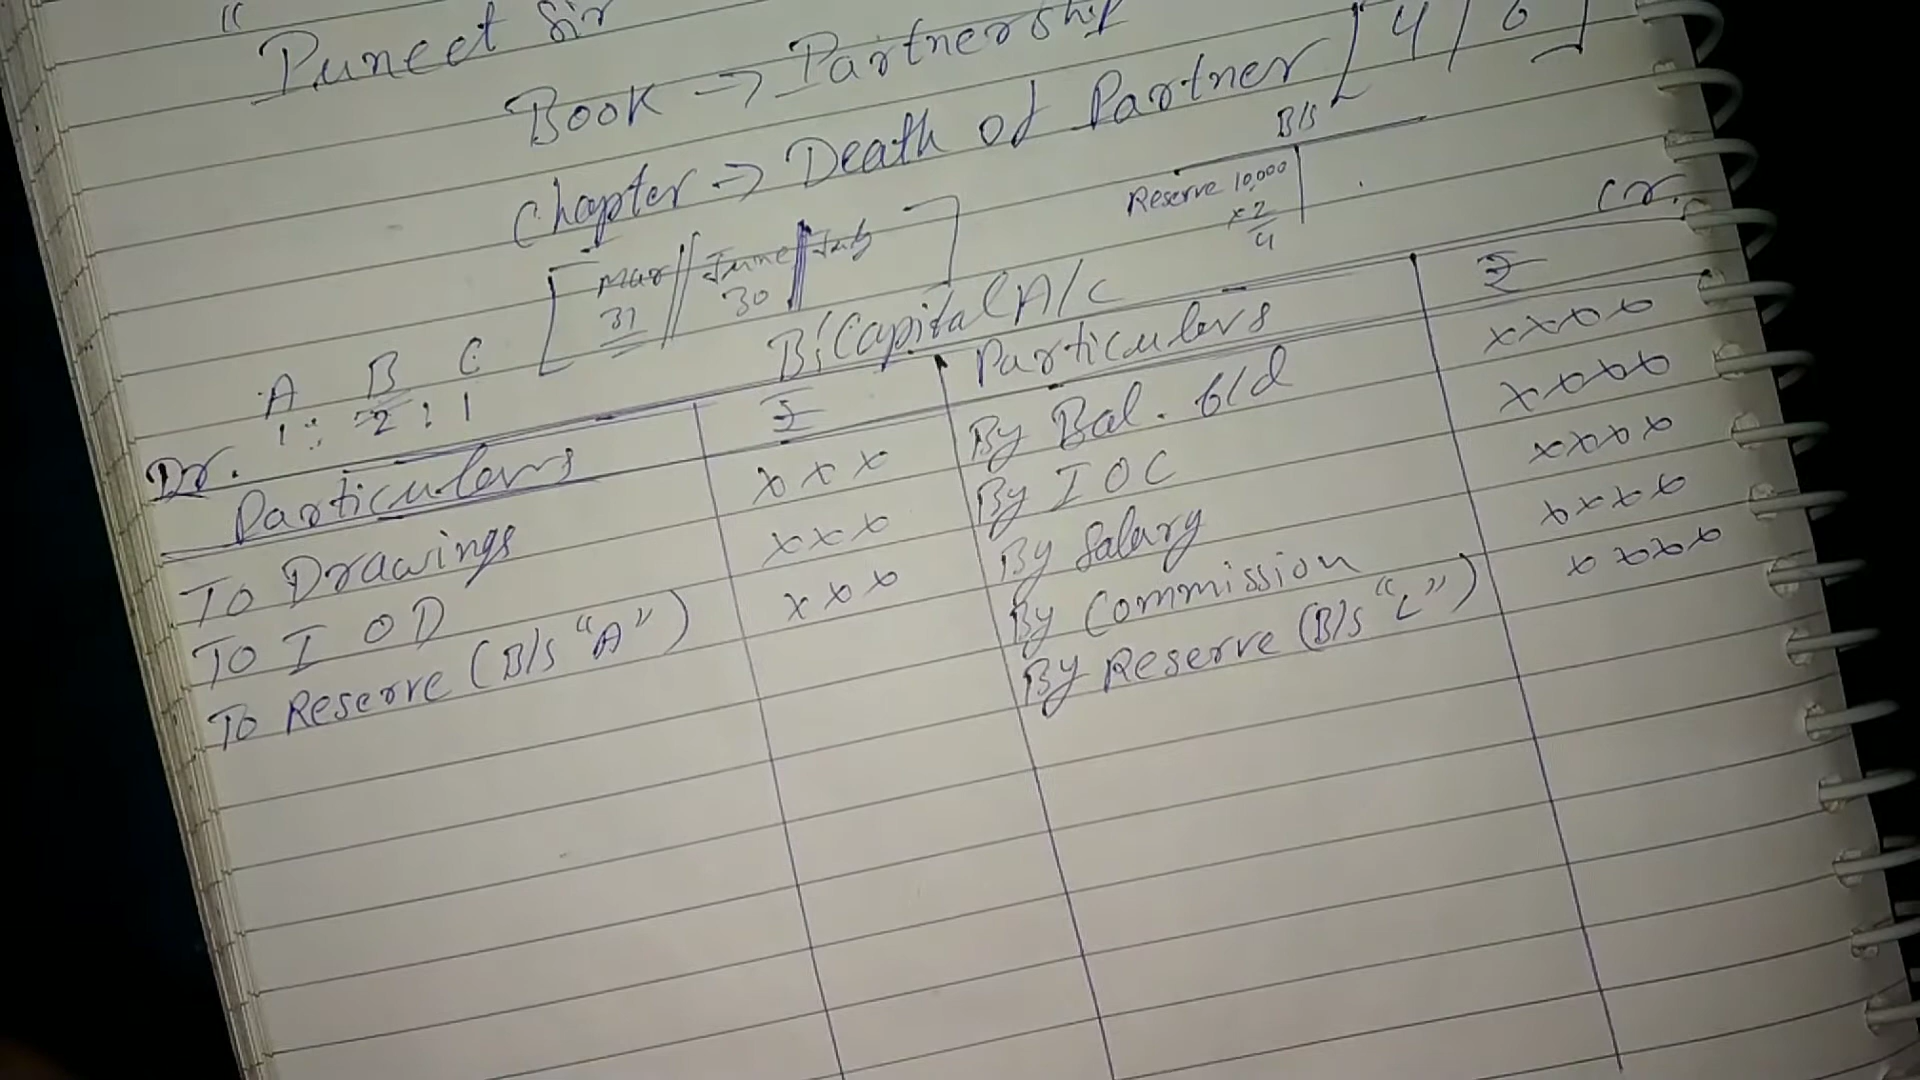 "
Puneet Sir
Book → Partnership
Chapter → Death of Partner [4/6]
B/S
Reserve 10,000
×2
4
Mar June July
31 30
A B C
1 : 2 : 1
B's Capital A/c
Dr. Cr.
Particulars ₹ Particulars ₹
To Drawings xxx By Bal. b/d xxxx
To I OD xxx By IOC xxxx
To Reserve (B/s "A") xxx By Salary xxxx
By Commission xxxx
By Reserve (B/s "L") xxxx